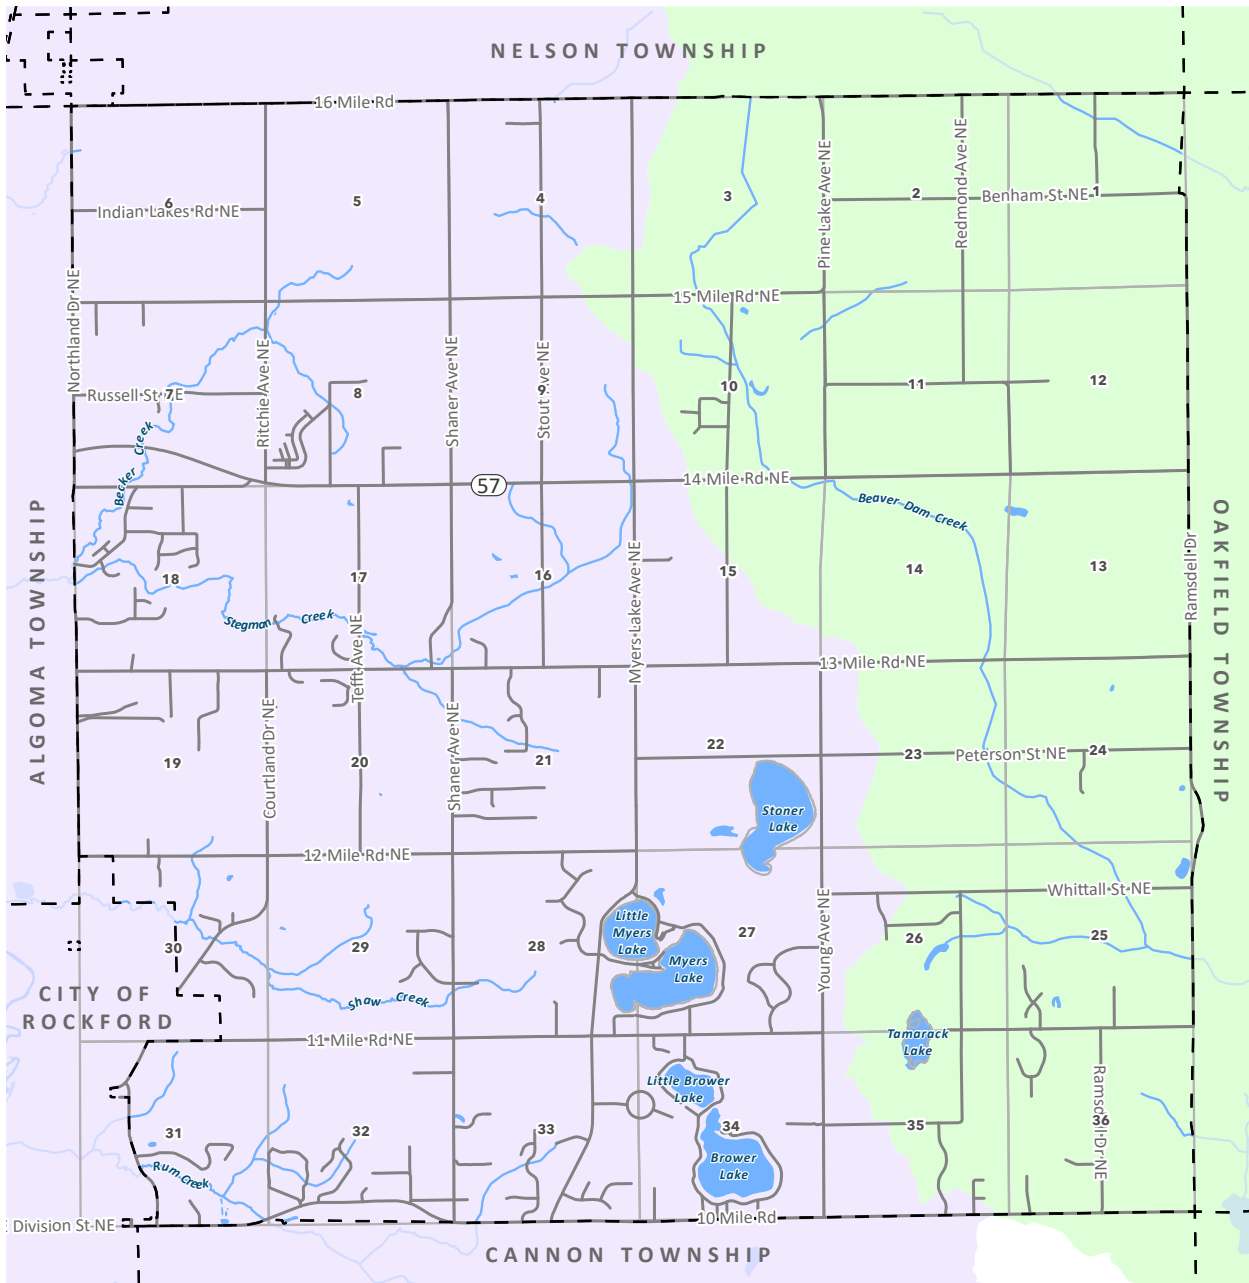 NELSON TOWNSHIP
16 Mile Rd
6
5
4
3
2
1
Indian Lakes Rd NE
Benham St NE
Pine Lake Ave NE
Redmond Ave NE
15 Mile Rd NE
Northland Dr NE
Ritchie Ave NE
Shaner Ave NE
Stout Ave NE
Russell St NE
7
8
9
10
11
12
Becker Creek
57
14 Mile Rd NE
Beaver Dam Creek
ALGOMA TOWNSHIP
OAKFIELD TOWNSHIP
Ramsdell Dr
18
17
16
15
14
13
Stegman Creek
Tefft Ave NE
Myers Lake Ave NE
13 Mile Rd NE
Courtland Dr NE
Shaner Ave NE
19
20
21
22
23
24
Peterson St NE
Stoner
Lake
12 Mile Rd NE
Whittall St NE
Young Ave NE
Little
Myers
Lake
Myers
Lake
30
29
28
27
26
25
Shaw Creek
CITY OF
ROCKFORD
11 Mile Rd NE
Tamarack
Lake
Little Brower
Lake
Ramsdell Dr NE
31
32
33
34
35
36
Rum Creek
Brower
Lake
E Division St NE
10 Mile Rd
CANNON TOWNSHIP